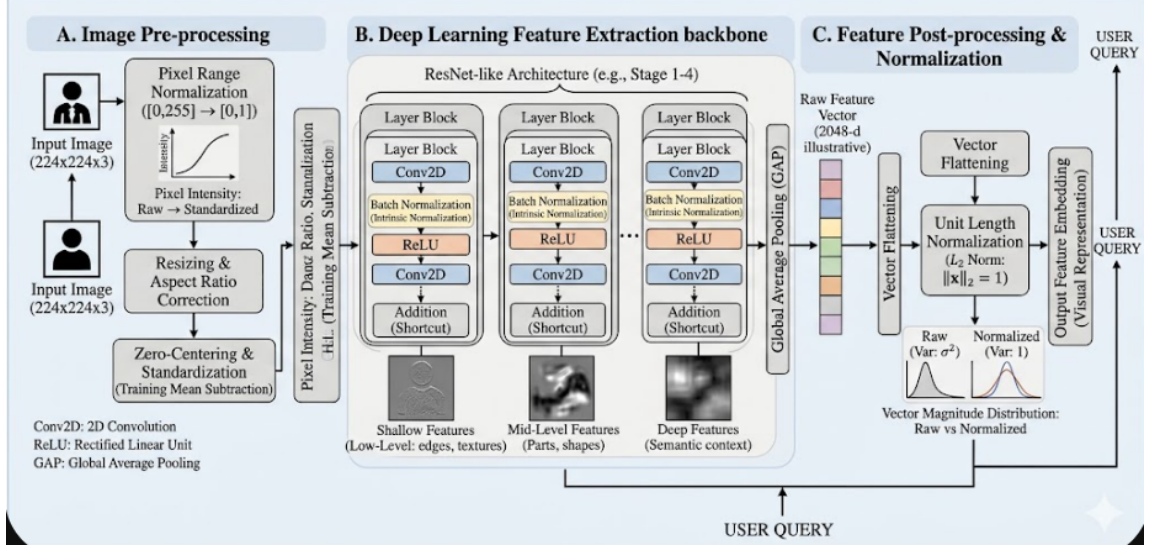 A. Image Pre-processing
Input Image
(224x224x3)
Input Image
(224x224x3)
Pixel Range
Normalization
([0,255] → [0,1])
Intensity
Pixel Intensity:
Raw → Standardized
Resizing &
Aspect Ratio
Correction
Zero-Centering &
Standardization
(Training Mean Subtraction)
Conv2D: 2D Convolution
ReLU: Rectified Linear Unit
GAP: Global Average Pooling
Pixel Intensity: Danz Ratio, Stannalization
(Training Mean Subtraction)
B. Deep Learning Feature Extraction backbone
ResNet-like Architecture (e.g., Stage 1-4)
Layer Block
Layer Block
Conv2D
Batch Normalization
(Intrinsic Normalization)
ReLU
Conv2D
Addition
(Shortcut)
Shallow Features
(Low-Level: edges, textures)
Layer Block
Layer Block
Conv2D
Batch Normalization
(Intrinsic Normalization)
ReLU
Conv2D
Addition
(Shortcut)
Mid-Level Features
(Parts, shapes)
...
Layer Block
Layer Block
Conv2D
Batch Normalization
(Intrinsic Normalization)
ReLU
Conv2D
Addition
(Shortcut)
Deep Features
(Semantic context)
Global Average Pooling (GAP)
C. Feature Post-processing &
Normalization
Raw Feature
Vector
(2048-d
illustrative)
Vector Flattening
Vector
Flattening
Unit Length
Normalization
(L₂ Norm:
‖x‖₂ = 1)
Raw
(Var: σ²)
Normalized
(Var: 1)
Vector Magnitude Distribution:
Raw vs Normalized
Output Feature Embedding
(Visual Representation)
USER
QUERY
USER
QUERY
USER QUERY